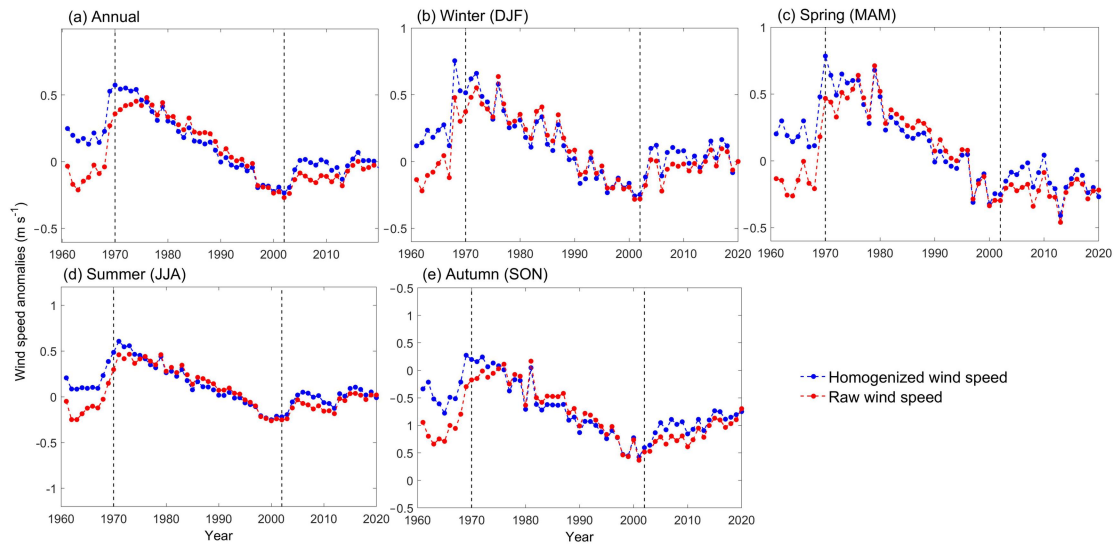 (a) Annual
1
0.5
0
−0.5
1960 1970 1980 1990 2000 2010
(b) Winter (DJF)
1
0.5
0
−0.5
1960 1970 1980 1990 2000 2010 2020
(c) Spring (MAM)
1
0.5
0
−0.5
1960 1970 1980 1990 2000 2010 2020
Wind speed anomalies (m s⁻¹)
(d) Summer (JJA)
1
0.5
0
−0.5
−1
1960 1970 1980 1990 2000 2010 2020
Year
(e) Autumn (SON)
−0.5
0
0.5
0
0.5
1
0.5
0
0.5
1960 1970 1980 1990 2000 2010 2020
Year
Homogenized wind speed
Raw wind speed